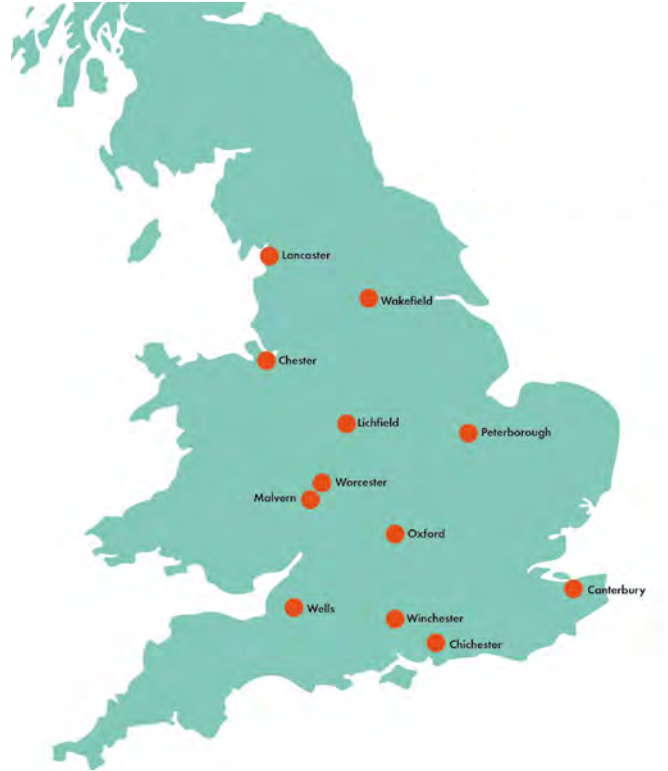 Lancaster
Wakefield
Chester
Lichfield
Peterborough
Worcester
Malvern
Oxford
Canterbury
Wells
Winchester
Chichester